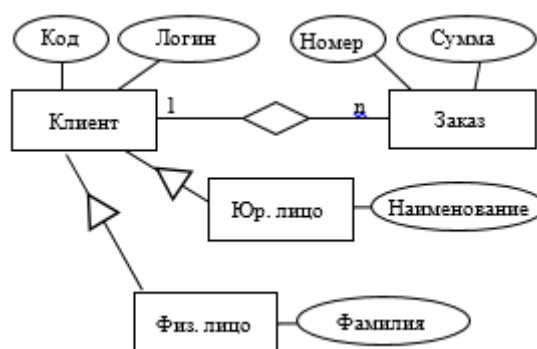 Код
Логин
Номер
Сумма
Клиент
1
n
Заказ
Юр. лицо
Наименование
Физ. лицо
Фамилия